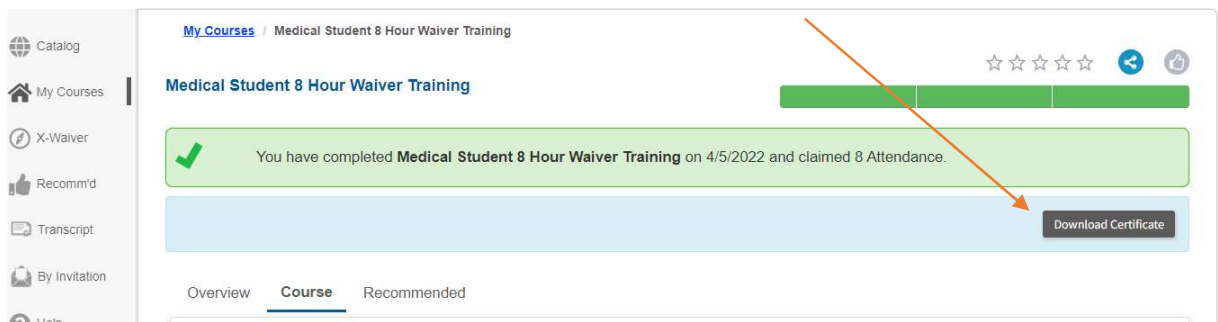 Catalog
My Courses
X-Waiver
Recomm'd
Transcript
By Invitation
Help
My Courses / Medical Student 8 Hour Waiver Training
Medical Student 8 Hour Waiver Training
You have completed Medical Student 8 Hour Waiver Training on 4/5/2022 and claimed 8 Attendance.
Download Certificate
Overview Course Recommended